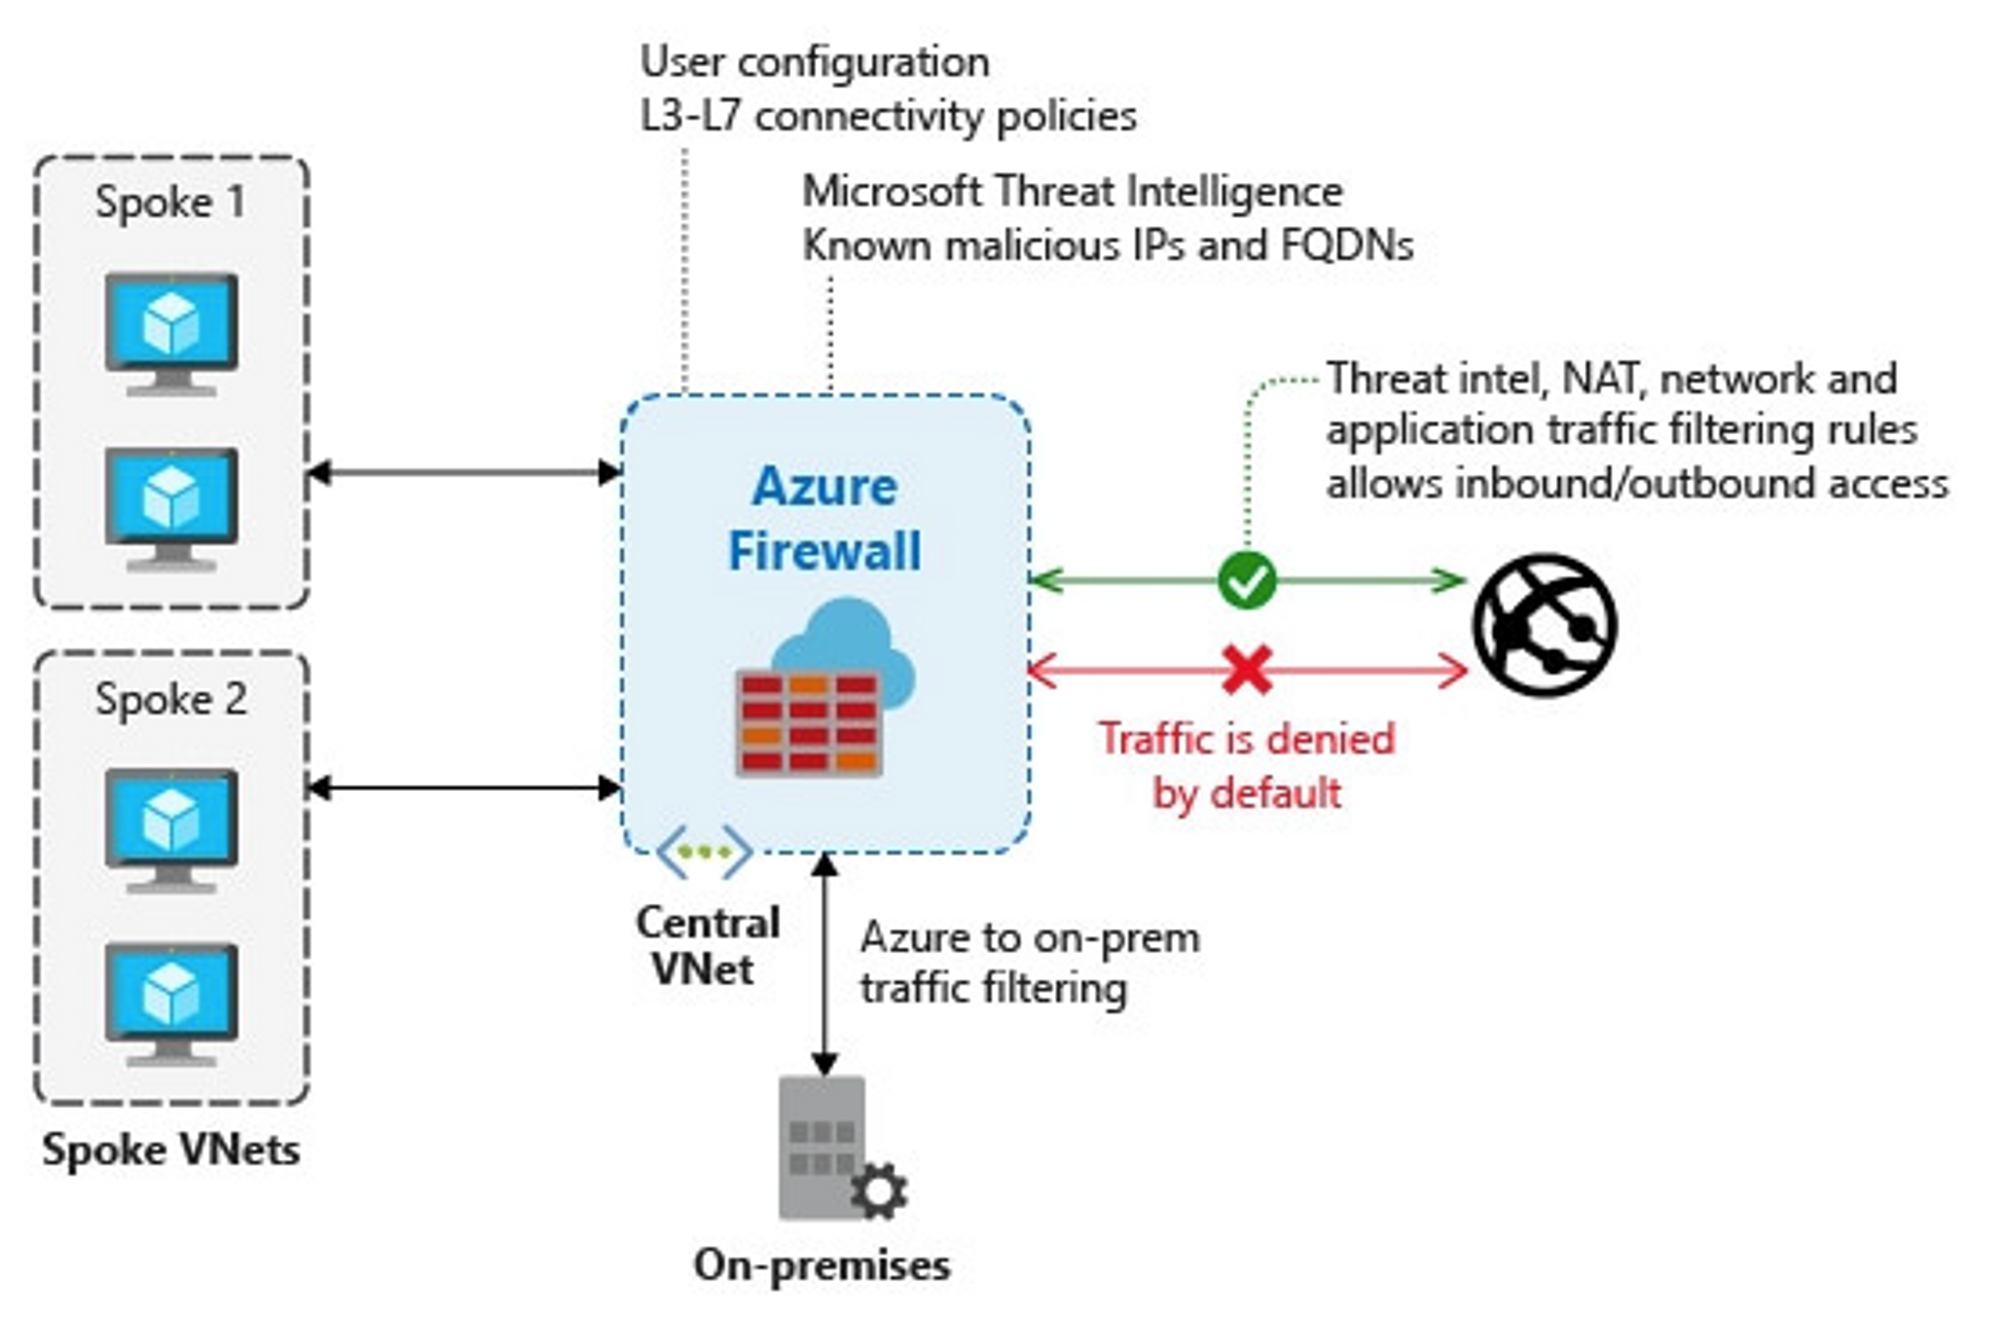 User configuration
L3-L7 connectivity policies
Microsoft Threat Intelligence
Known malicious IPs and FQDNs
Spoke 1
Threat intel, NAT, network and
application traffic filtering rules
allows inbound/outbound access
Azure
Firewall
Traffic is denied
by default
Spoke 2
Central
VNet
Azure to on-prem
traffic filtering
Spoke VNets
On-premises